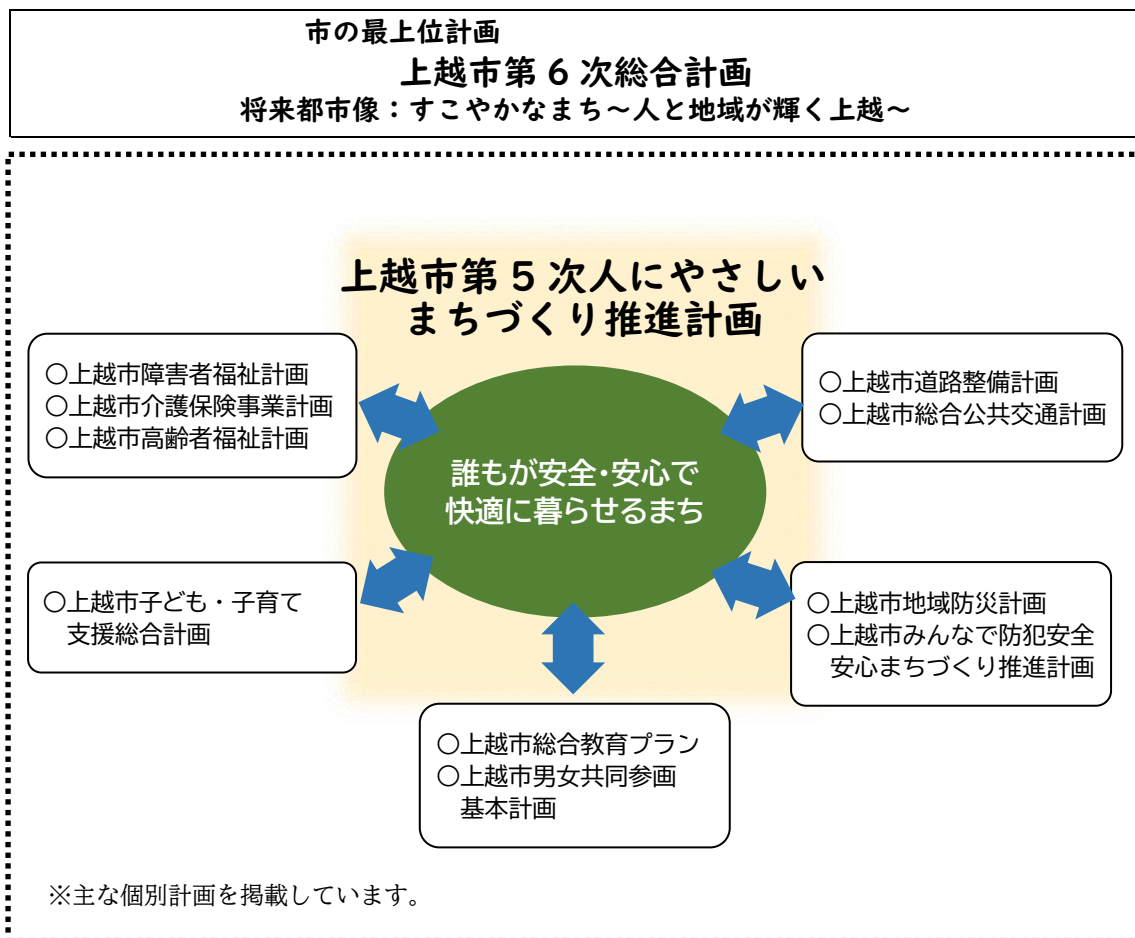 市の最上位計画
上越市第6次総合計画
将来都市像：すこやかなまち～人と地域が輝く上越～
上越市第5次人にやさしい
まちづくり推進計画
○上越市障害者福祉計画
○上越市介護保険事業計画
○上越市高齢者福祉計画
○上越市道路整備計画
○上越市総合公共交通計画
誰もが安全・安心で
快適に暮らせるまち
○上越市子ども・子育て
支援総合計画
○上越市地域防災計画
○上越市みんなで防犯安全
安心まちづくり推進計画
○上越市総合教育プラン
○上越市男女共同参画
基本計画
※主な個別計画を掲載しています。